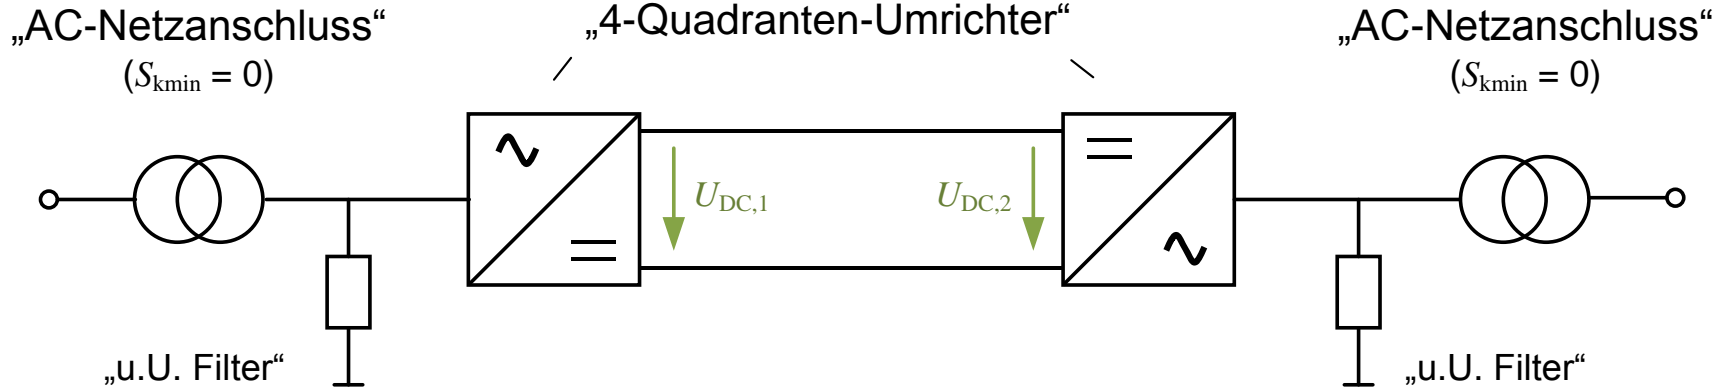 „AC-Netzanschluss“
(Skmin = 0)
„4-Quadranten-Umrichter“
„AC-Netzanschluss“
(Skmin = 0)
UDC,1
UDC,2
„u.U. Filter“
„u.U. Filter“